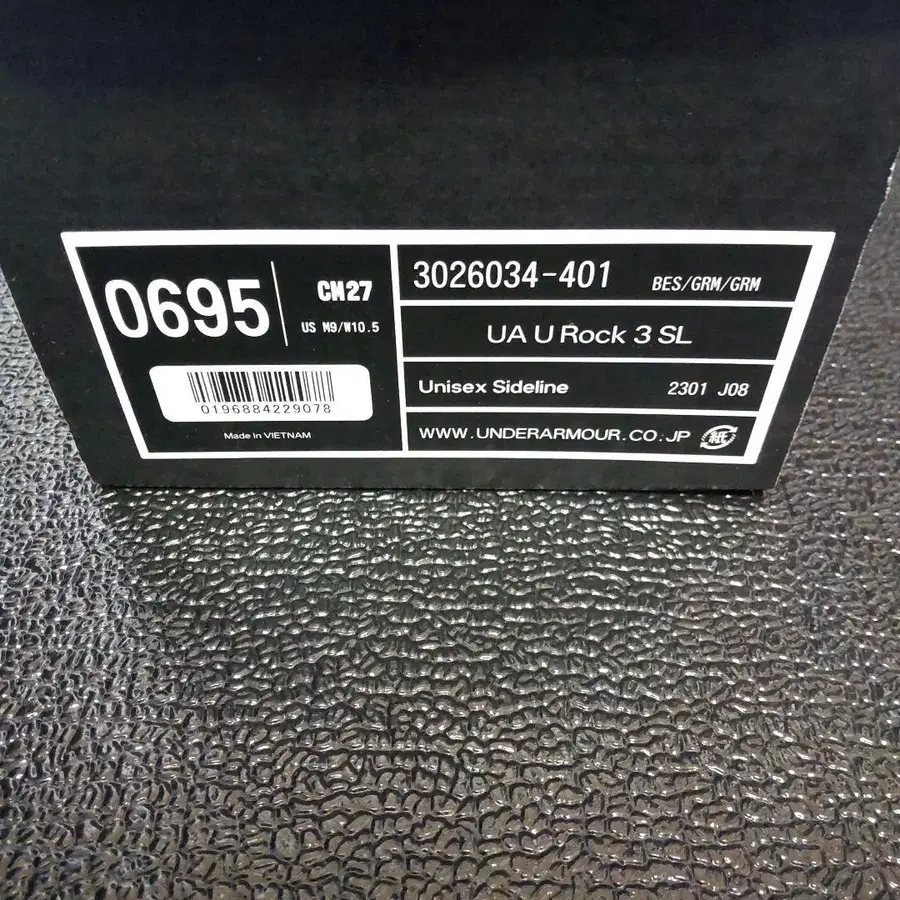 0695
CM27
US M9/W10.5
0196884229078
Made in VIETNAM
3026034-401 BES/GRM/GRM
UA U Rock 3 SL
Unisex Sideline 2301 J08
WWW.UNDERARMOUR.CO.JP 紙